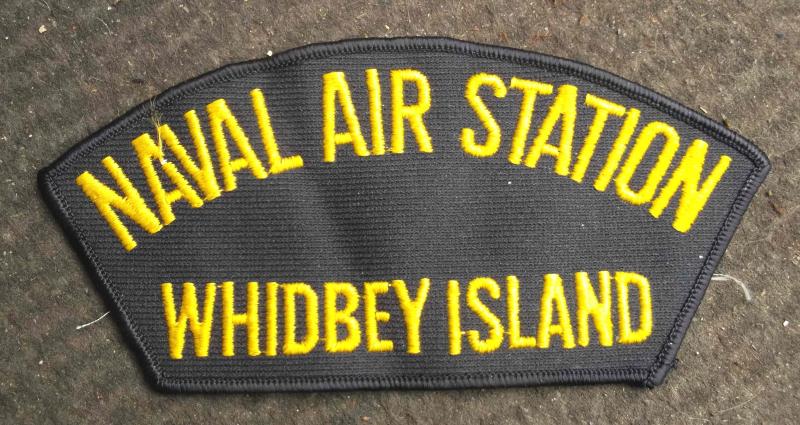 NAVAL AIR STATION
WHIDBEY ISLAND